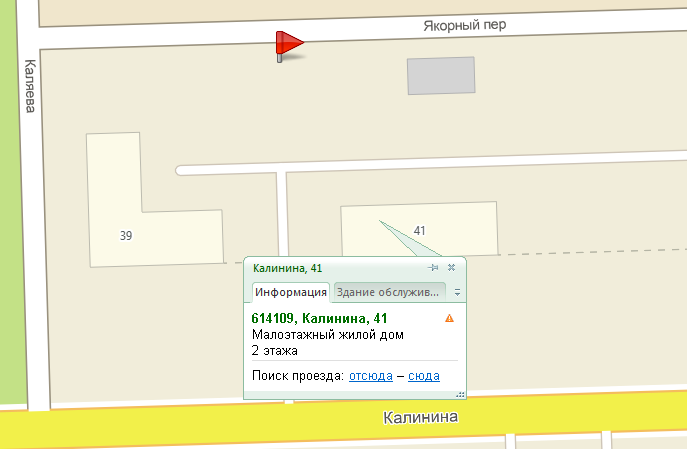 Якорный пер
Каляева
39
41
Калинина, 41
Информация
Здание обслужив...
614109, Калинина, 41
Малоэтажный жилой дом
2 этажа
Поиск проезда: отсюда – сюда
Калинина